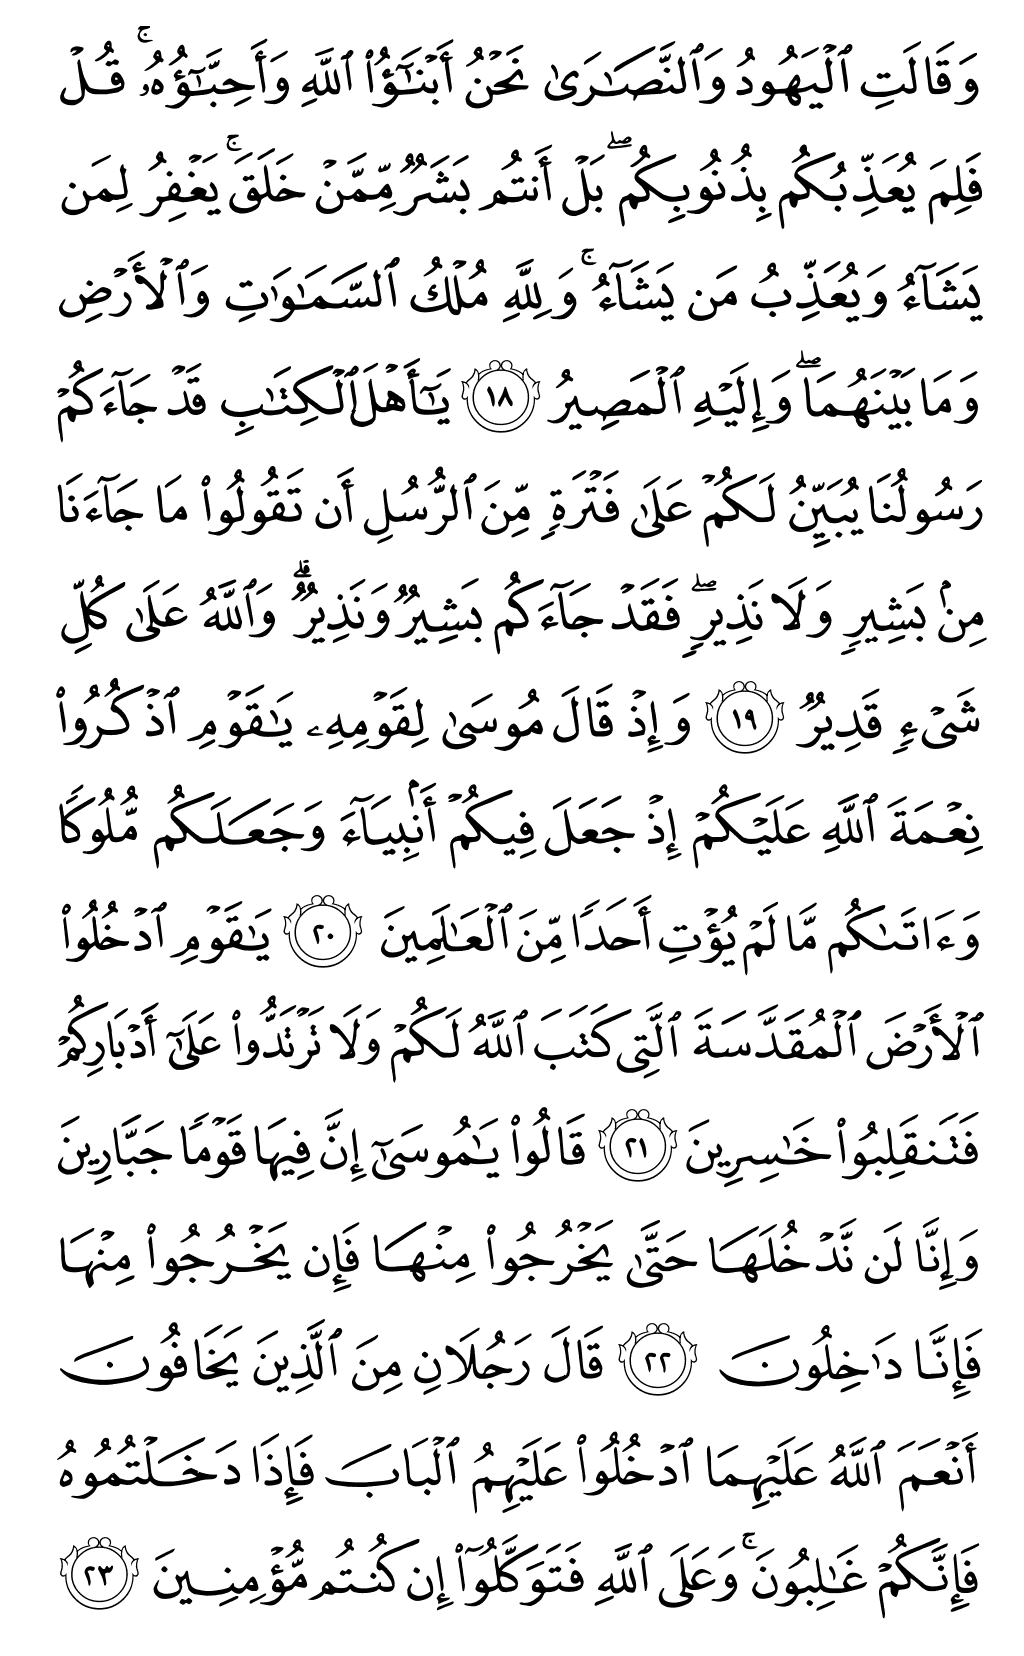 وَقَالَتِ ٱلْيَهُودُ وَٱلنَّصَٰرَىٰ نَحْنُ أَبْنَٰٓؤُا۟ ٱللَّهِ وَأَحِبَّٰٓؤُهُۥ ۚ قُلْ
فَلِمَ يُعَذِّبُكُم بِذُنُوبِكُم ۖ بَلْ أَنتُم بَشَرٌ مِّمَّنْ خَلَقَ ۚ يَغْفِرُ لِمَن
يَشَآءُ وَيُعَذِّبُ مَن يَشَآءُ ۚ وَلِلَّهِ مُلْكُ ٱلسَّمَٰوَٰتِ وَٱلْأَرْضِ
وَمَا بَيْنَهُمَا ۖ وَإِلَيْهِ ٱلْمَصِيرُ ١٨ يَٰٓأَهْلَ ٱلْكِتَٰبِ قَدْ جَآءَكُمْ
رَسُولُنَا يُبَيِّنُ لَكُمْ عَلَىٰ فَتْرَةٍ مِّنَ ٱلرُّسُلِ أَن تَقُولُوا۟ مَا جَآءَنَا
مِنۢ بَشِيرٍ وَلَا نَذِيرٍ ۖ فَقَدْ جَآءَكُم بَشِيرٌ وَنَذِيرٌ ۗ وَٱللَّهُ عَلَىٰ كُلِّ
شَىْءٍ قَدِيرٌ ١٩ وَإِذْ قَالَ مُوسَىٰ لِقَوْمِهِۦ يَٰقَوْمِ ٱذْكُرُوا۟
نِعْمَةَ ٱللَّهِ عَلَيْكُمْ إِذْ جَعَلَ فِيكُمْ أَنۢبِيَآءَ وَجَعَلَكُم مُّلُوكًا
وَءَاتَىٰكُم مَّا لَمْ يُؤْتِ أَحَدًا مِّنَ ٱلْعَٰلَمِينَ ٢٠ يَٰقَوْمِ ٱدْخُلُوا۟
ٱلْأَرْضَ ٱلْمُقَدَّسَةَ ٱلَّتِى كَتَبَ ٱللَّهُ لَكُمْ وَلَا تَرْتَدُّوا۟ عَلَىٰٓ أَدْبَارِكُمْ
فَتَنقَلِبُوا۟ خَٰسِرِينَ ٢١ قَالُوا۟ يَٰمُوسَىٰٓ إِنَّ فِيهَا قَوْمًا جَبَّارِينَ
وَإِنَّا لَن نَّدْخُلَهَا حَتَّىٰ يَخْرُجُوا۟ مِنْهَا فَإِن يَخْرُجُوا۟ مِنْهَا
فَإِنَّا دَٰخِلُونَ ٢٢ قَالَ رَجُلَانِ مِنَ ٱلَّذِينَ يَخَافُونَ
أَنْعَمَ ٱللَّهُ عَلَيْهِمَا ٱدْخُلُوا۟ عَلَيْهِمُ ٱلْبَابَ فَإِذَا دَخَلْتُمُوهُ
فَإِنَّكُمْ غَٰلِبُونَ ۚ وَعَلَى ٱللَّهِ فَتَوَكَّلُوٓا۟ إِن كُنتُم مُّؤْمِنِينَ ٢٣